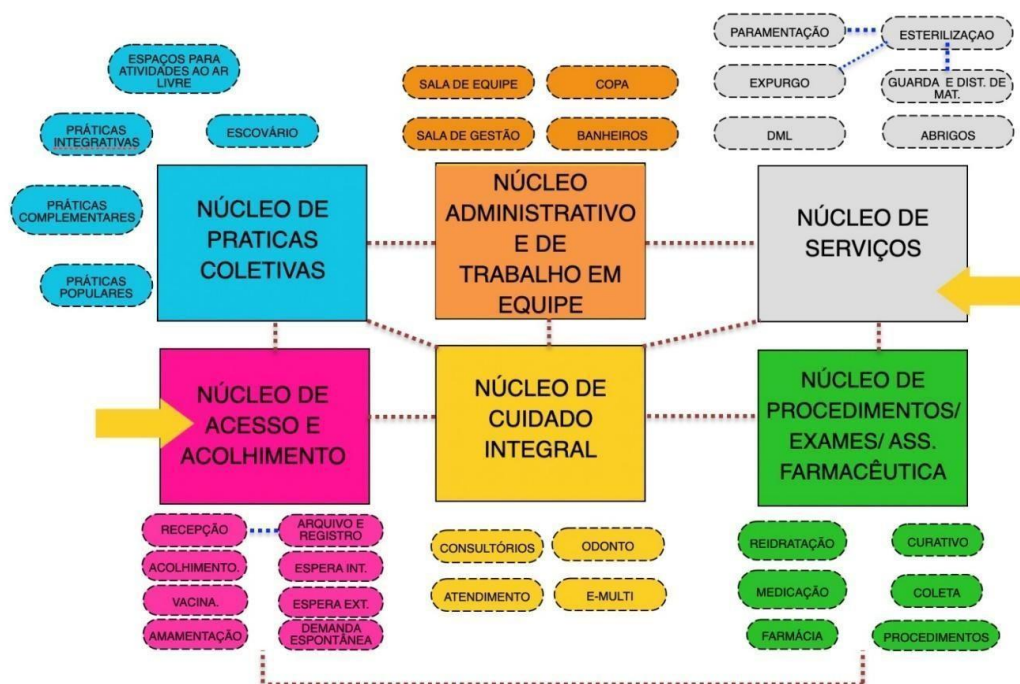 ESPAÇOS PARA
ATIVIDADES AO AR
LIVRE
PRÁTICAS
INTEGRATIVAS
ESCOVÁRIO
PRÁTICAS
COMPLEMENTARES
PRÁTICAS
POPULARES
NÚCLEO DE
PRATICAS
COLETIVAS
SALA DE EQUIPE
COPA
SALA DE GESTÃO
BANHEIROS
NÚCLEO
ADMINISTRATIVO
E DE
TRABALHO EM
EQUIPE
PARAMENTAÇÃO
ESTERILIZAÇAO
EXPURGO
GUARDA E DIST. DE
MAT.
DML
ABRIGOS
NÚCLEO DE
SERVIÇOS
NÚCLEO DE
ACESSO E
ACOLHIMENTO
RECEPÇÃO
ARQUIVO E
REGISTRO
ACOLHIMENTO.
ESPERA INT.
VACINA.
ESPERA EXT.
AMAMENTAÇÃO
DEMANDA
ESPONTÂNEA
NÚCLEO DE
CUIDADO
INTEGRAL
CONSULTÓRIOS
ODONTO
ATENDIMENTO
E-MULTI
NÚCLEO DE
PROCEDIMENTOS/
EXAMES/ ASS.
FARMACÊUTICA
REIDRATAÇÃO
CURATIVO
MEDICAÇÃO
COLETA
FARMÁCIA
PROCEDIMENTOS